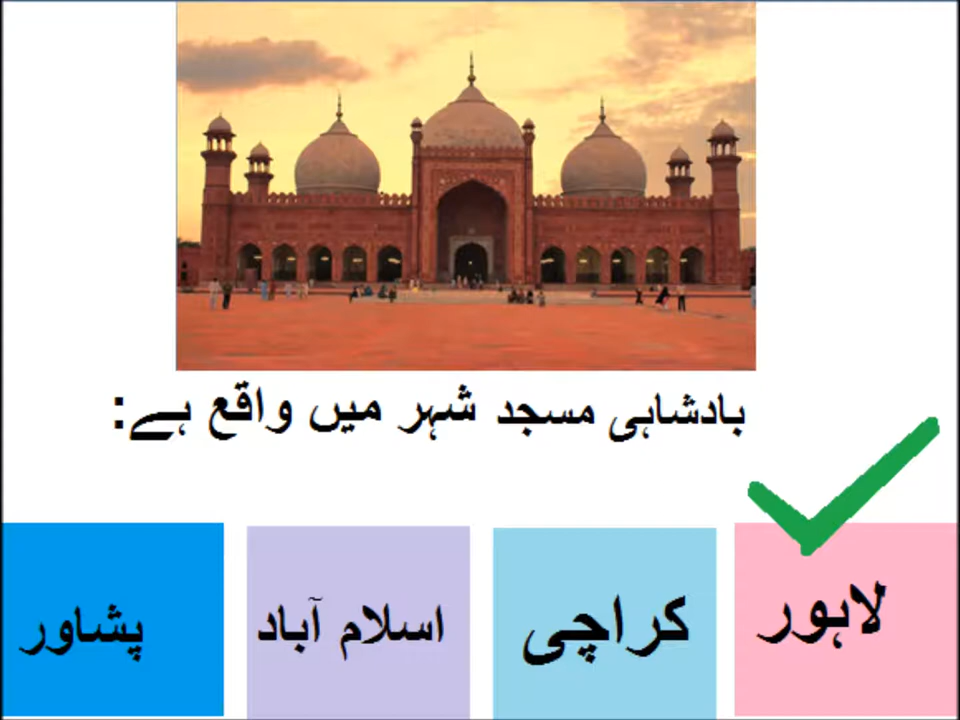 بادشاہی مسجد شہر میں واقع ہے:
لاہور
کراچی
اسلام آباد
پشاور